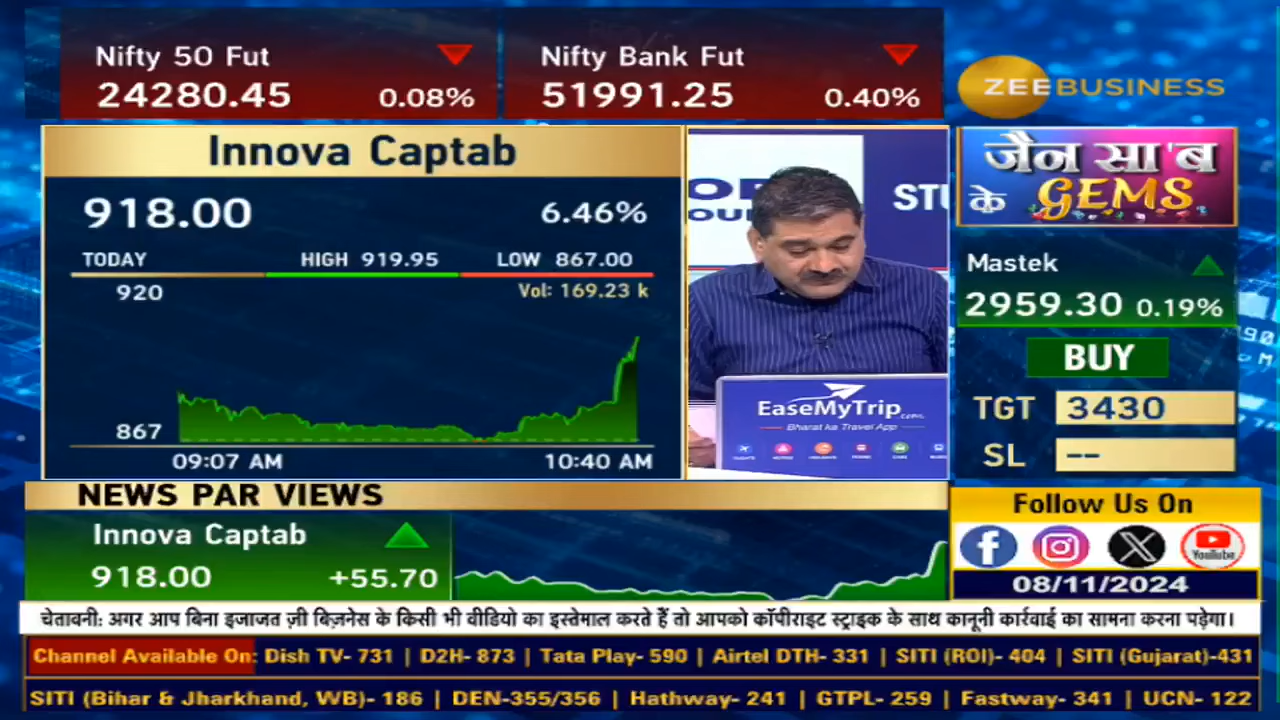 Nifty 50 Fut
24280.45 0.08%
Nifty Bank Fut
51991.25 0.40%
ZEEBUSINESS
Innova Captab
918.00 6.46%
TODAY HIGH 919.95 LOW 867.00
920 Vol: 169.23 k
867
09:07 AM 10:40 AM
STU
EaseMyTrip.com
Bharat ka Travel App
जैन सा'ब
के GEMS
Mastek
2959.30 0.19%
BUY
TGT 3430
SL --
NEWS PAR VIEWS
Innova Captab
918.00 +55.70
Follow Us On
YouTube
08/11/2024
चेतावनी: अगर आप बिना इजाजत ज़ी बिज़नेस के किसी भी वीडियो का इस्तेमाल करते हैं तो आपको कॉपीराइट स्ट्राइक के साथ कानूनी कार्रवाई का सामना करना पड़ेगा।
Channel Available On: Dish TV- 731 | D2H- 873 | Tata Play- 590 | Airtel DTH- 331 | SITI (ROI)- 404 | SITI (Gujarat)-431
SITI (Bihar & Jharkhand, WB)- 186 | DEN-355/356 | Hathway- 241 | GTPL- 259 | Fastway- 341 | UCN- 122